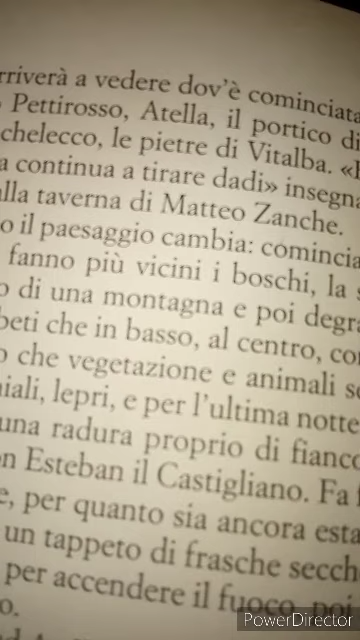 rriverà a vedere dov'è cominciata
Pettirosso, Atella, il portico di
chelecco, le pietre di Vitalba.
a continua a tirare dadi» insegna
lla taverna di Matteo Zanche.
o il paesaggio cambia: comincia
fanno più vicini i boschi, la
o di una montagna e poi degra
beti che in basso, al centro, co
o che vegetazione e animali s
iali, lepri, e per l'ultima notte
una radura proprio di fianc
n Esteban il Castigliano. Fa
e, per quanto sia ancora esta
un tappeto di frasche secch
per accendere il fuoco, poi
o.
PowerDirector